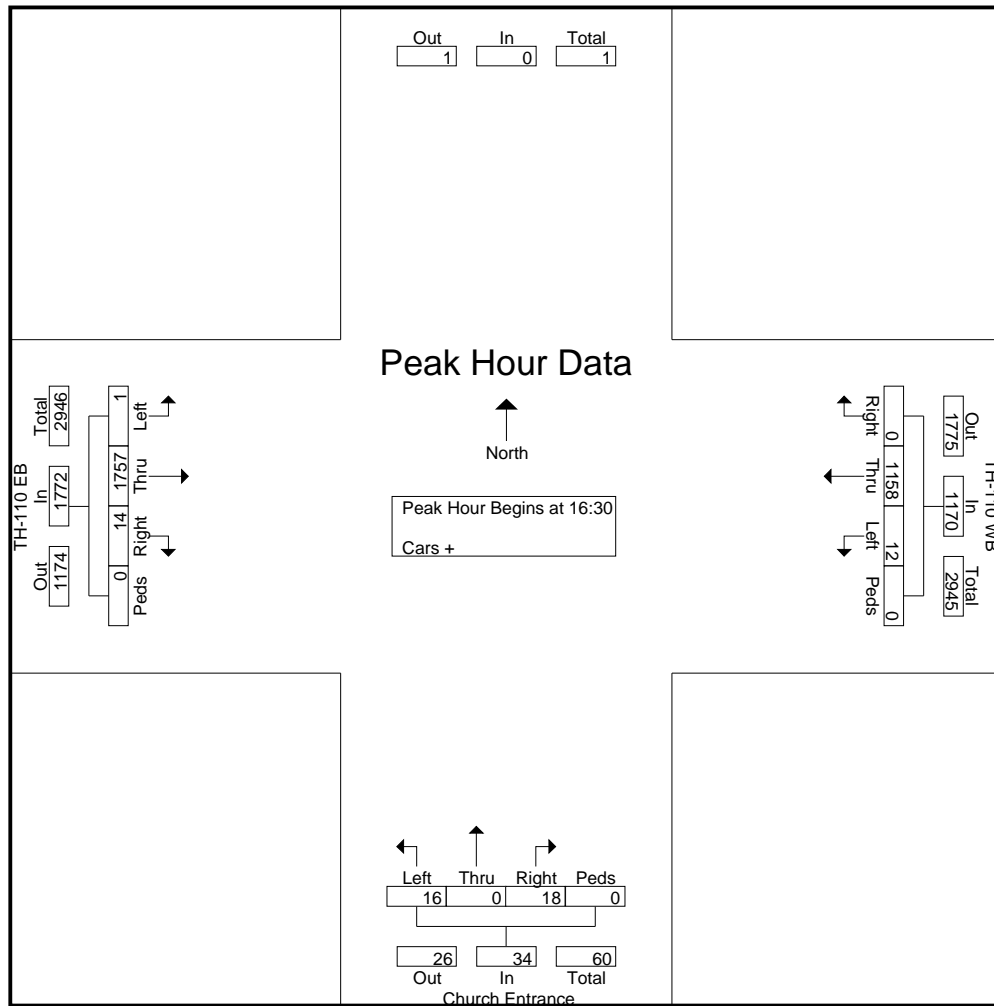 Out In Total
1 0 1
Peak Hour Data
North
Peak Hour Begins at 16:30
Cars +
TH-110 EB
Out In Total
1174 1772 2946
0 14 1757 1
Peds Right Thru Left
TH-110 WB
Out In Total
1775 1170 2945
0 1158 12 0
Right Thru Left Peds
Left Thru Right Peds
16 0 18 0
26 34 60
Out In Total
Church Entrance